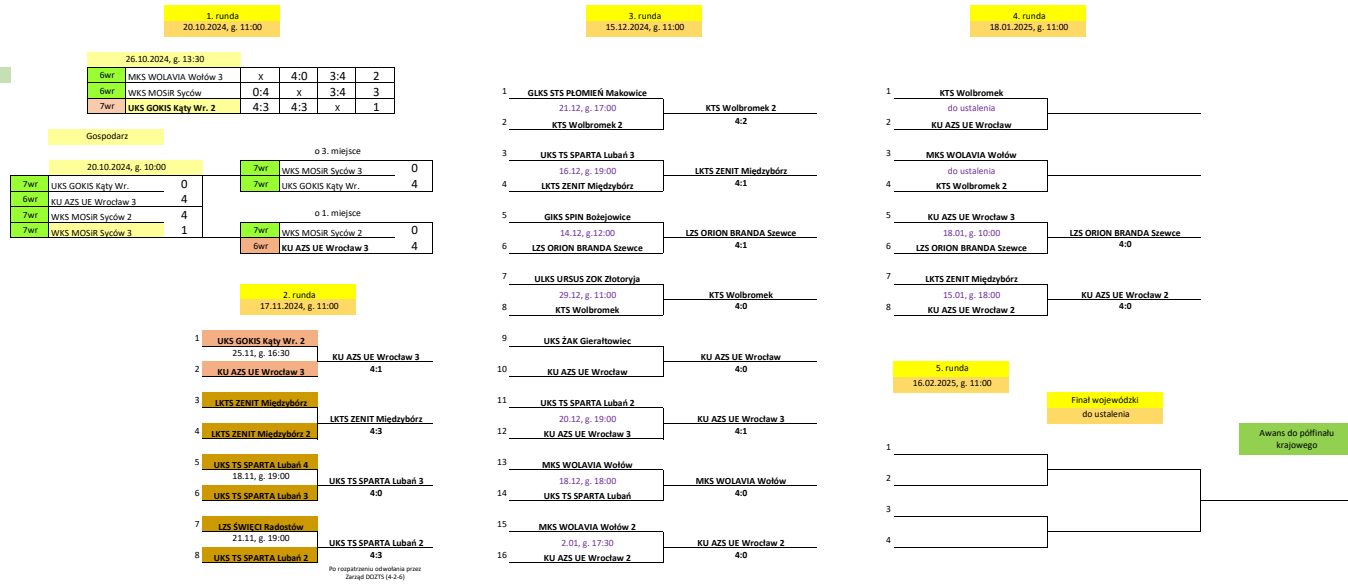 1. runda
20.10.2024, g. 11:00
26.10.2024, g. 13:30
6wr MKS WOLAVIA Wołów 3 x 4:0 3:4 2
6wr WKS MOSiR Syców 0:4 x 3:4 3
7wr UKS GOKIS Kąty Wr. 2 4:3 4:3 x 1
Gospodarz
20.10.2024, g. 10:00
7wr UKS GOKIS Kąty Wr. 0
6wr KU AZS UE Wrocław 3 4
7wr WKS MOSiR Syców 2 4
7wr WKS MOSiR Syców 3 1
o 3. miejsce
7wr WKS MOSiR Syców 3 0
7wr UKS GOKIS Kąty Wr. 4
o 1. miejsce
7wr WKS MOSiR Syców 2 0
6wr KU AZS UE Wrocław 3 4
2. runda
17.11.2024, g. 11:00
1 UKS GOKIS Kąty Wr. 2
25.11, g. 16:30
KU AZS UE Wrocław 3
2 KU AZS UE Wrocław 3
4:1
3 LKTS ZENIT Międzybórz
LKTS ZENIT Międzybórz
4 LKTS ZENIT Międzybórz 2
4:3
5 UKS TS SPARTA Lubań 4
18.11, g. 19:00
UKS TS SPARTA Lubań 3
6 UKS TS SPARTA Lubań 3
4:0
7 LZS ŚWIĘCI Radostów
21.11, g. 19:00
UKS TS SPARTA Lubań 2
8 UKS TS SPARTA Lubań 2
4:3
Po rozpatrzeniu odwołania przez
Zarząd DOZTS (4-2-6)
3. runda
15.12.2024, g. 11:00
1 GLKS STS PŁOMIEŃ Makowice
21.12, g. 17:00
KTS Wolbromek 2
2 KTS Wolbromek 2
4:2
3 UKS TS SPARTA Lubań 3
16.12, g. 19:00
LKTS ZENIT Międzybórz
4 LKTS ZENIT Międzybórz
4:1
5 GIKS SPIN Bożejowice
14.12, g.12:00
LZS ORION BRANDA Szewce
6 LZS ORION BRANDA Szewce
4:1
7 ULKS URSUS ZOK Złotoryja
29.12, g. 11:00
KTS Wolbromek
8 KTS Wolbromek
4:0
9 UKS ŻAK Gierałtowiec
KU AZS UE Wrocław
10 KU AZS UE Wrocław
4:0
11 UKS TS SPARTA Lubań 2
20.12, g. 19:00
KU AZS UE Wrocław 3
12 KU AZS UE Wrocław 3
4:1
13 MKS WOLAVIA Wołów
18.12, g. 18:00
MKS WOLAVIA Wołów
14 UKS TS SPARTA Lubań
4:0
15 MKS WOLAVIA Wołów 2
2.01, g. 17:30
KU AZS UE Wrocław 2
16 KU AZS UE Wrocław 2
4:0
4. runda
18.01.2025, g. 11:00
1 KTS Wolbromek
do ustalenia
2 KU AZS UE Wrocław
3 MKS WOLAVIA Wołów
do ustalenia
4 KTS Wolbromek 2
5 KU AZS UE Wrocław 3
18.01, g. 10:00
LZS ORION BRANDA Szewce
6 LZS ORION BRANDA Szewce
4:0
7 LKTS ZENIT Międzybórz
15.01, g. 18:00
KU AZS UE Wrocław 2
8 KU AZS UE Wrocław 2
4:0
5. runda
16.02.2025, g. 11:00
Finał wojewódzki
do ustalenia
Awans do półfinału
krajowego
1
2
3
4